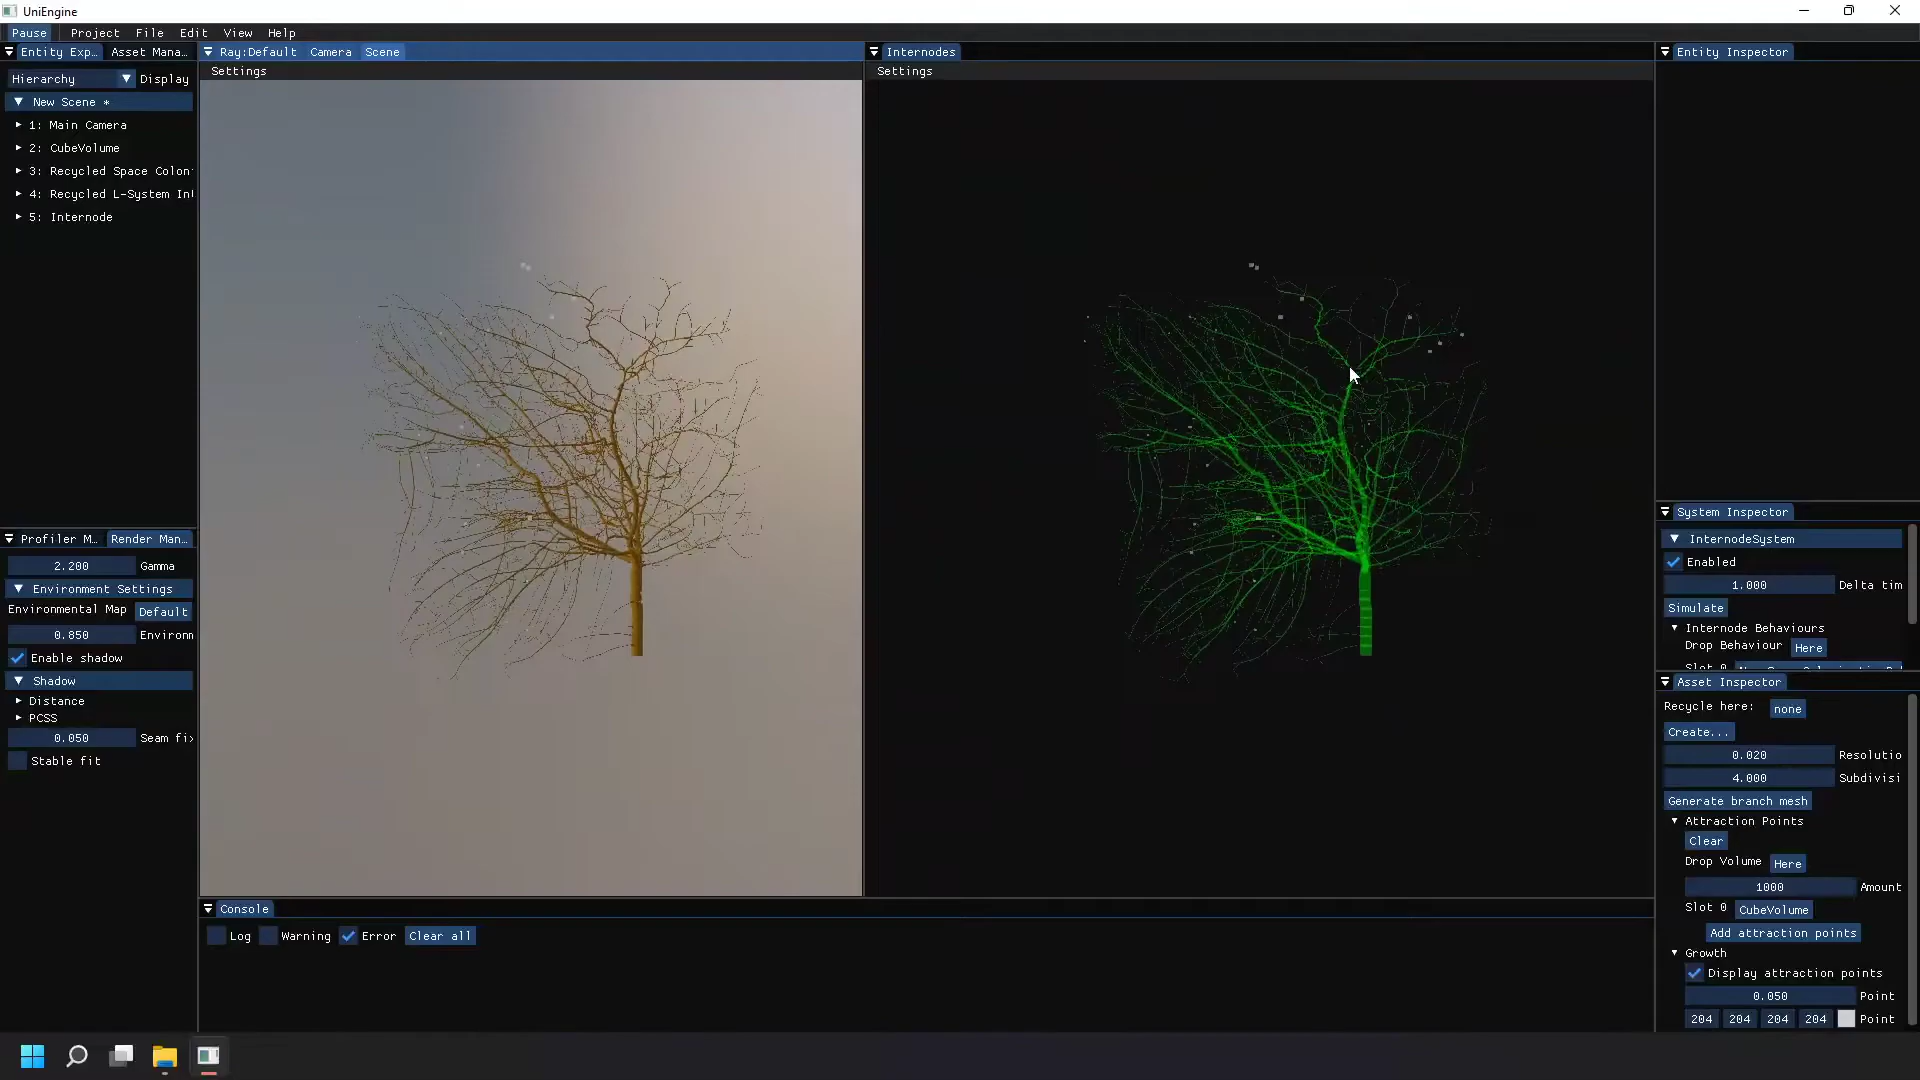 UniEngine
Pause Project File Edit View Help
Entity Exp... Asset Mana...
Hierarchy Display
New Scene *
1: Main Camera
2: CubeVolume
3: Recycled Space Colon
4: Recycled L-System In
5: Internode
Profiler M... Render Man...
2.200 Gamma
Environment Settings
Environmental Map Default
0.850 Environm
Enable shadow
Shadow
Distance
PCSS
0.050 Seam fix
Stable fit
Ray:Default Camera Scene
Settings
Internodes
Settings
Console
Log Warning Error Clear all
Entity Inspector
System Inspector
InternodeSystem
Enabled
1.000 Delta tim
Simulate
Internode Behaviours
Drop Behaviour Here
Slot 0
Asset Inspector
Recycle here: none
Create...
0.020 Resolutio
4.000 Subdivisi
Generate branch mesh
Attraction Points
Clear
Drop Volume Here
1000 Amount
Slot 0 CubeVolume
Add attraction points
Growth
Display attraction points
0.050 Point
204 204 204 204 Point